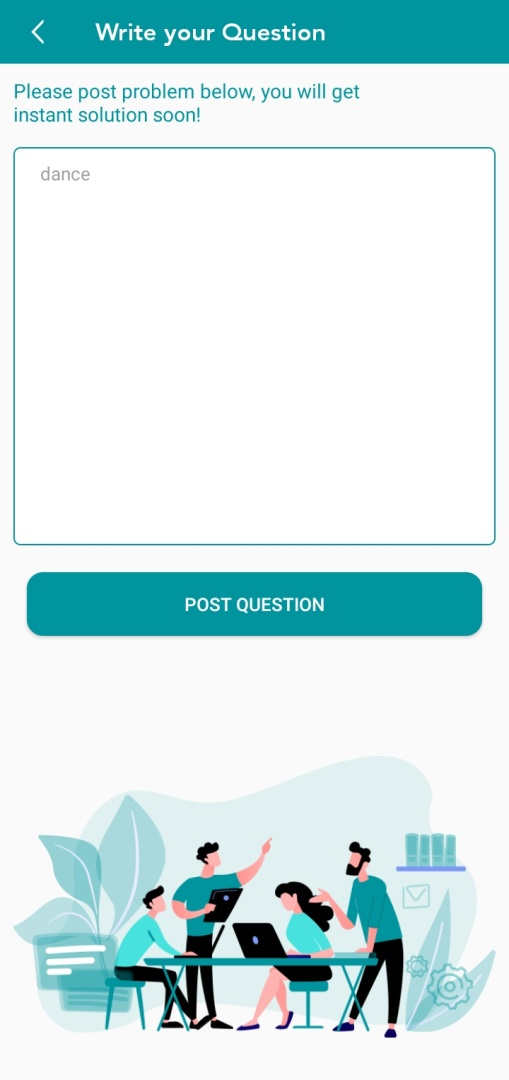 Write your Question
Please post problem below, you will get
instant solution soon!
dance
POST QUESTION